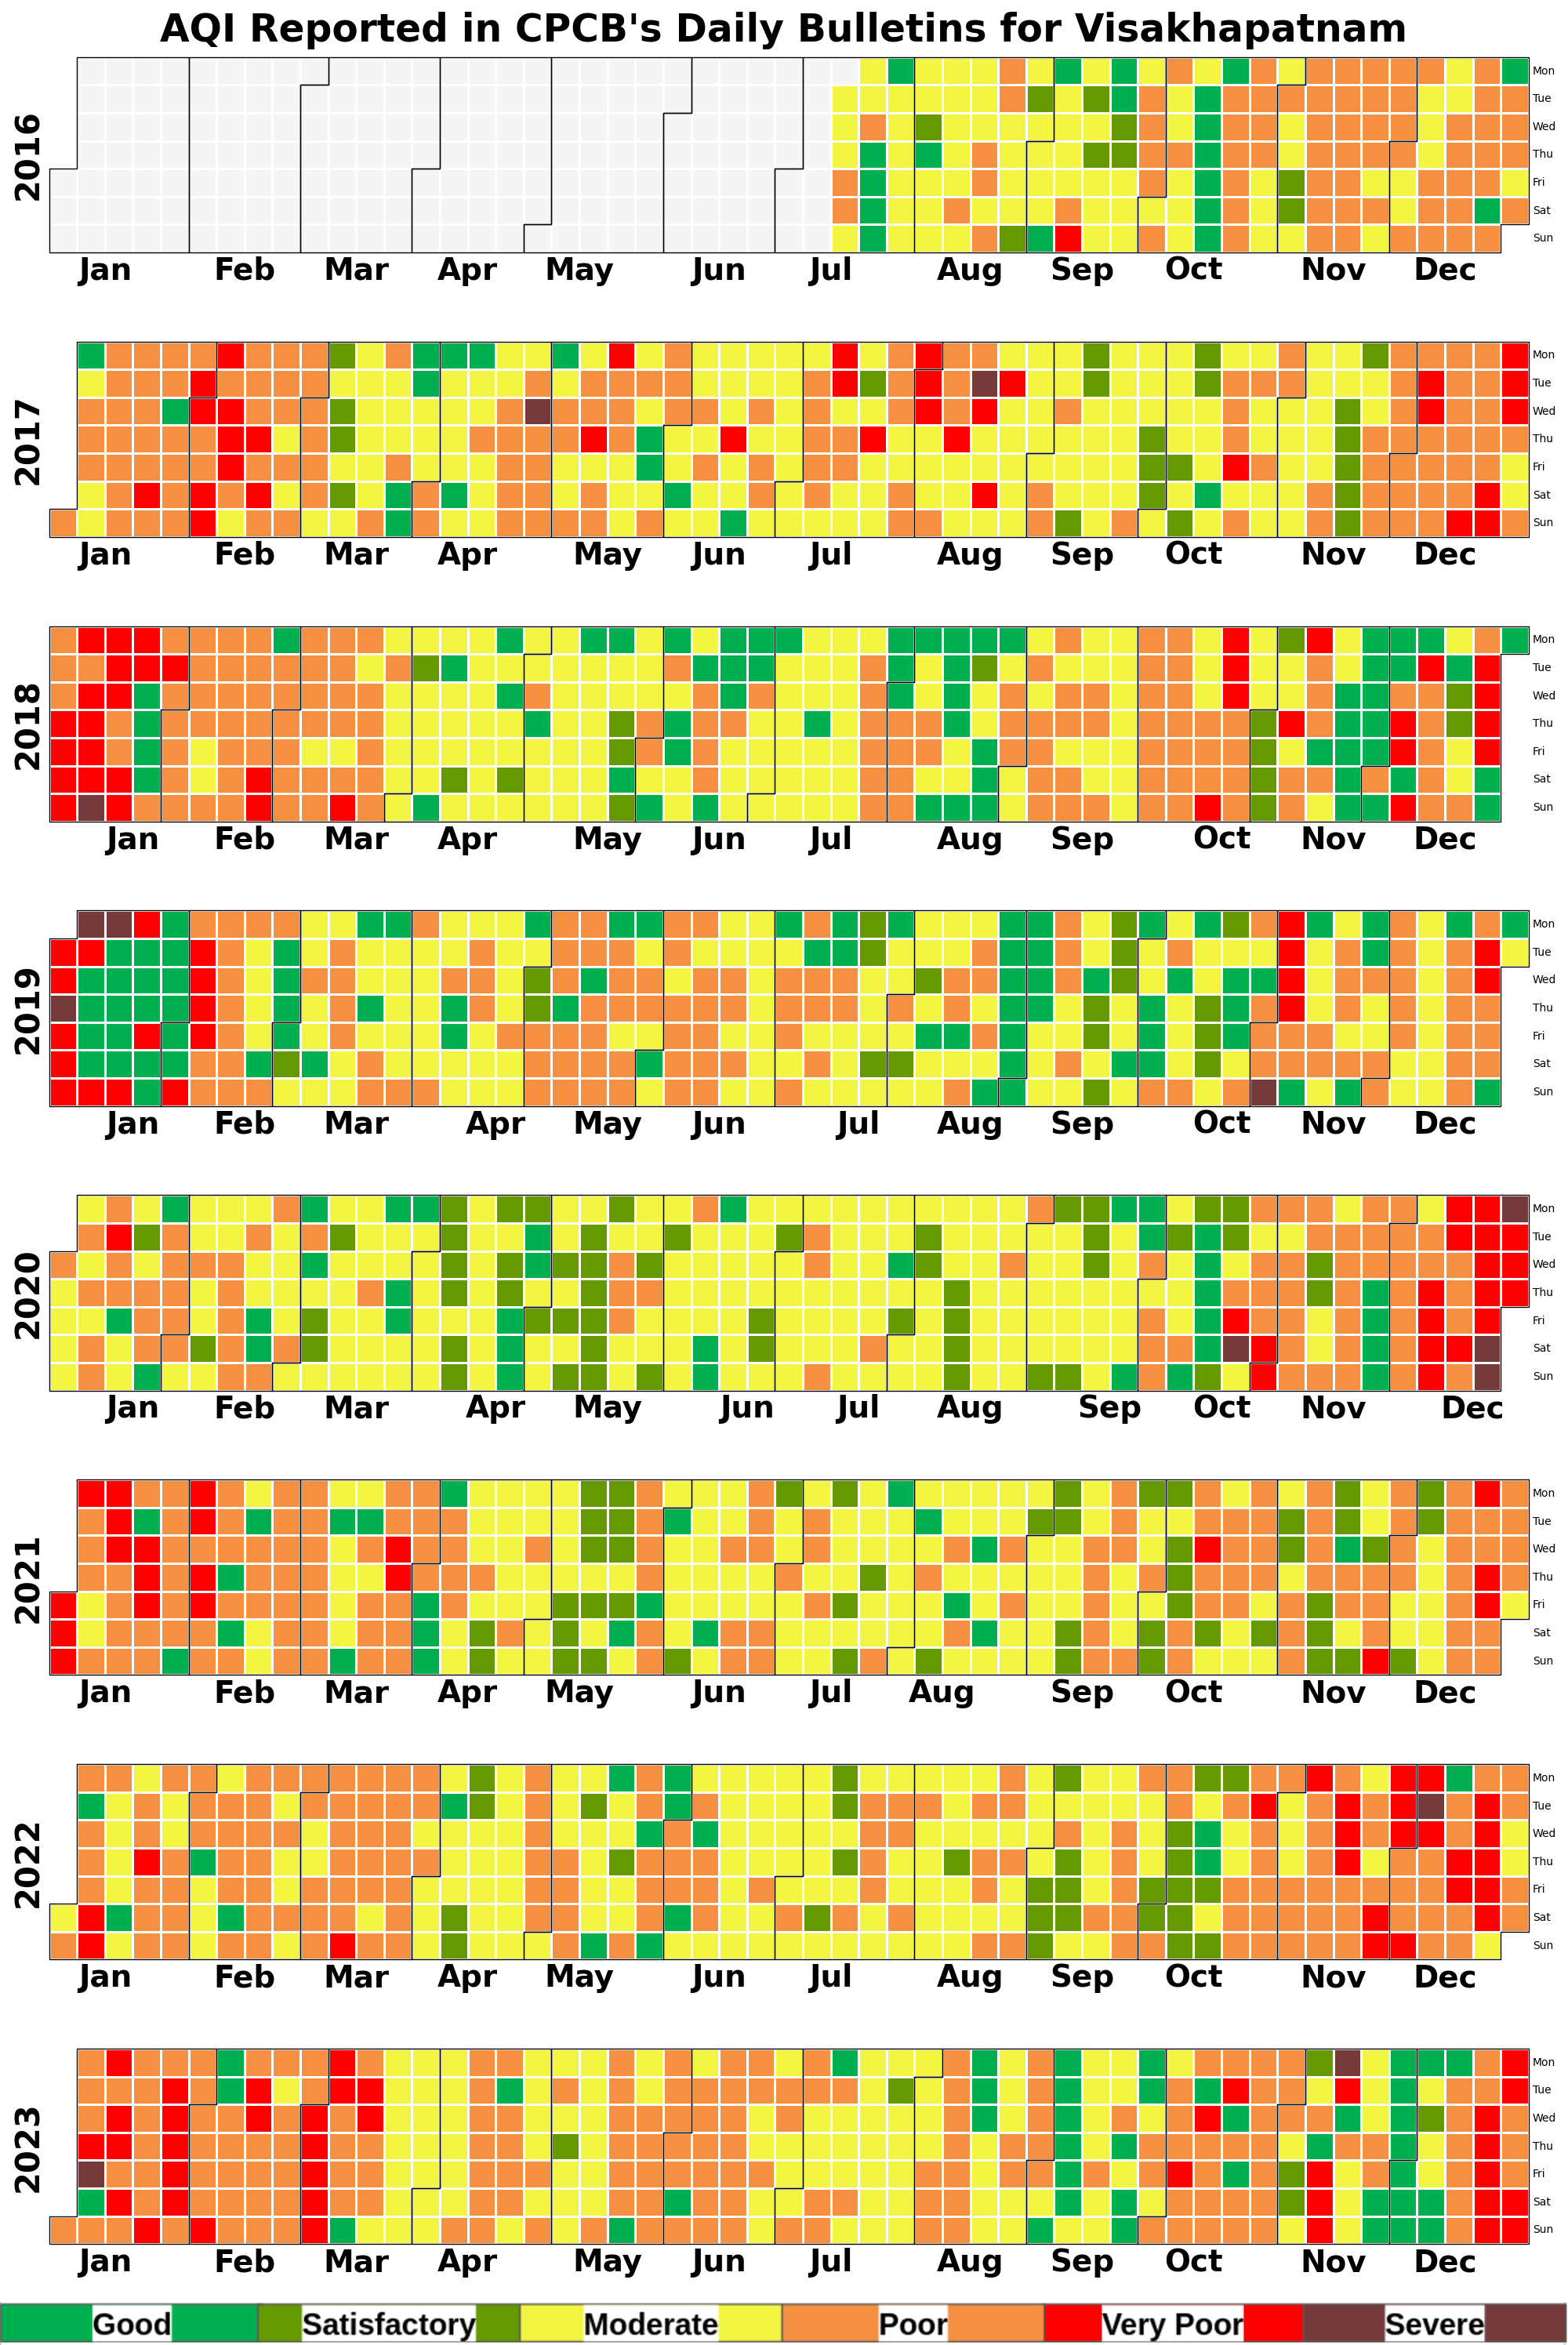 AQI Reported in CPCB's Daily Bulletins for Visakhapatnam
2016
Mon
Tue
Wed
Thu
Fri
Sat
Sun
Jan Feb Mar Apr May Jun Jul Aug Sep Oct Nov Dec
2017
Mon
Tue
Wed
Thu
Fri
Sat
Sun
Jan Feb Mar Apr May Jun Jul Aug Sep Oct Nov Dec
2018
Mon
Tue
Wed
Thu
Fri
Sat
Sun
Jan Feb Mar Apr May Jun Jul Aug Sep Oct Nov Dec
2019
Mon
Tue
Wed
Thu
Fri
Sat
Sun
Jan Feb Mar Apr May Jun Jul Aug Sep Oct Nov Dec
2020
Mon
Tue
Wed
Thu
Fri
Sat
Sun
Jan Feb Mar Apr May Jun Jul Aug Sep Oct Nov Dec
2021
Mon
Tue
Wed
Thu
Fri
Sat
Sun
Jan Feb Mar Apr May Jun Jul Aug Sep Oct Nov Dec
2022
Mon
Tue
Wed
Thu
Fri
Sat
Sun
Jan Feb Mar Apr May Jun Jul Aug Sep Oct Nov Dec
2023
Mon
Tue
Wed
Thu
Fri
Sat
Sun
Jan Feb Mar Apr May Jun Jul Aug Sep Oct Nov Dec
Good Satisfactory Moderate Poor Very Poor Severe